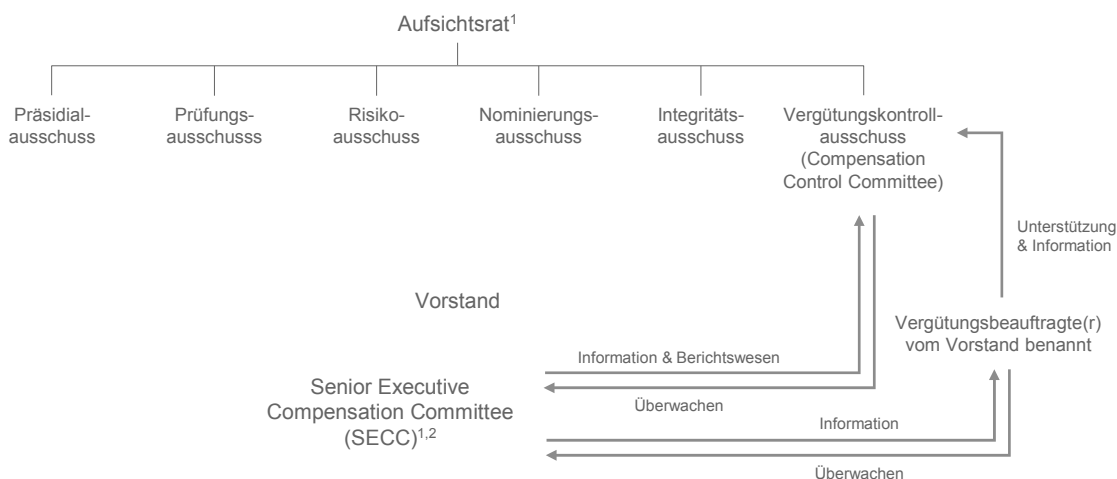 Aufsichtsrat1
Präsidial-
ausschuss
Prüfungs-
ausschusss
Risiko-
ausschuss
Nominierungs-
ausschuss
Integritäts-
ausschuss
Vergütungskontroll-
ausschuss
(Compensation
Control Committee)
Unterstützung
& Information
Vorstand
Vergütungsbeauftragte(r)
vom Vorstand benannt
Information & Berichtswesen
Senior Executive
Compensation Committee
(SECC)1,2
Überwachen
Information
Überwachen